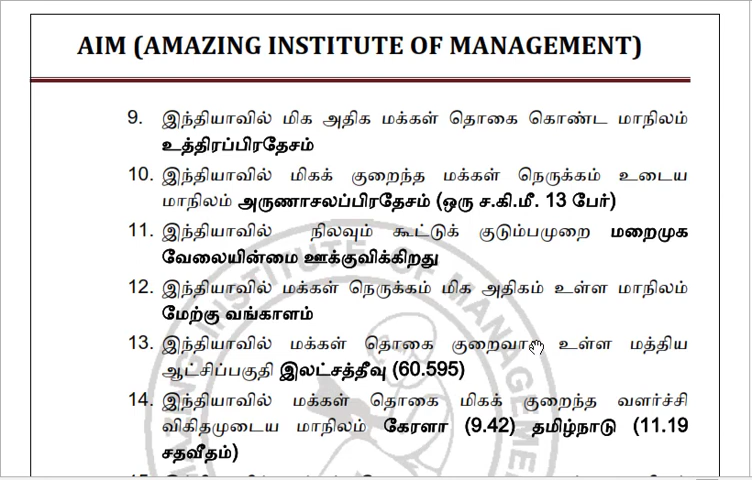 AIM (AMAZING INSTITUTE OF MANAGEMENT)
9. இந்தியாவில் மிக அதிக மக்கள் தொகை கொண்ட மாநிலம்
உத்திரப்பிரதேசம்
10. இந்தியாவில் மிகக் குறைந்த மக்கள் நெருக்கம் உடைய
மாநிலம் அருணாசலப்பிரதேசம் (ஒரு ச.கி.மீ. 13 பேர்)
11. இந்தியாவில் நிலவும் கூட்டுக் குடும்பமுறை மறைமுக
வேலையின்மை ஊக்குவிக்கிறது
12. இந்தியாவில் மக்கள் நெருக்கம் மிக அதிகம் உள்ள மாநிலம்
மேற்கு வங்காளம்
13. இந்தியாவில் மக்கள் தொகை உள்ள மத்திய
ஆட்சிப்பகுதி இலட்சத்தீவு (60.595)
14. இந்தியாவில் மக்கள் தொகை மிகக் குறைந்த வளர்ச்சி
விகிதமுடைய மாநிலம் கேரளா (9.42) தமிழ்நாடு (11.19
சதவீதம்)